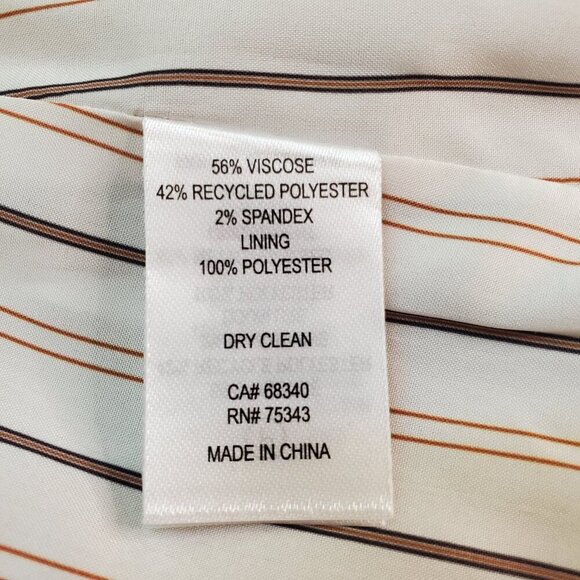 56% VISCOSE
42% RECYCLED POLYESTER
2% SPANDEX
LINING
100% POLYESTER
DRY CLEAN
CA# 68340
RN# 75343
MADE IN CHINA